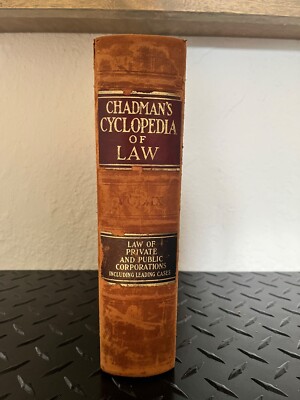 CHADMAN'S
CYCLOPEDIA
OF
LAW
LAW OF
PRIVATE
AND PUBLIC
CORPORATIONS
INCLUDING LEADING CASES